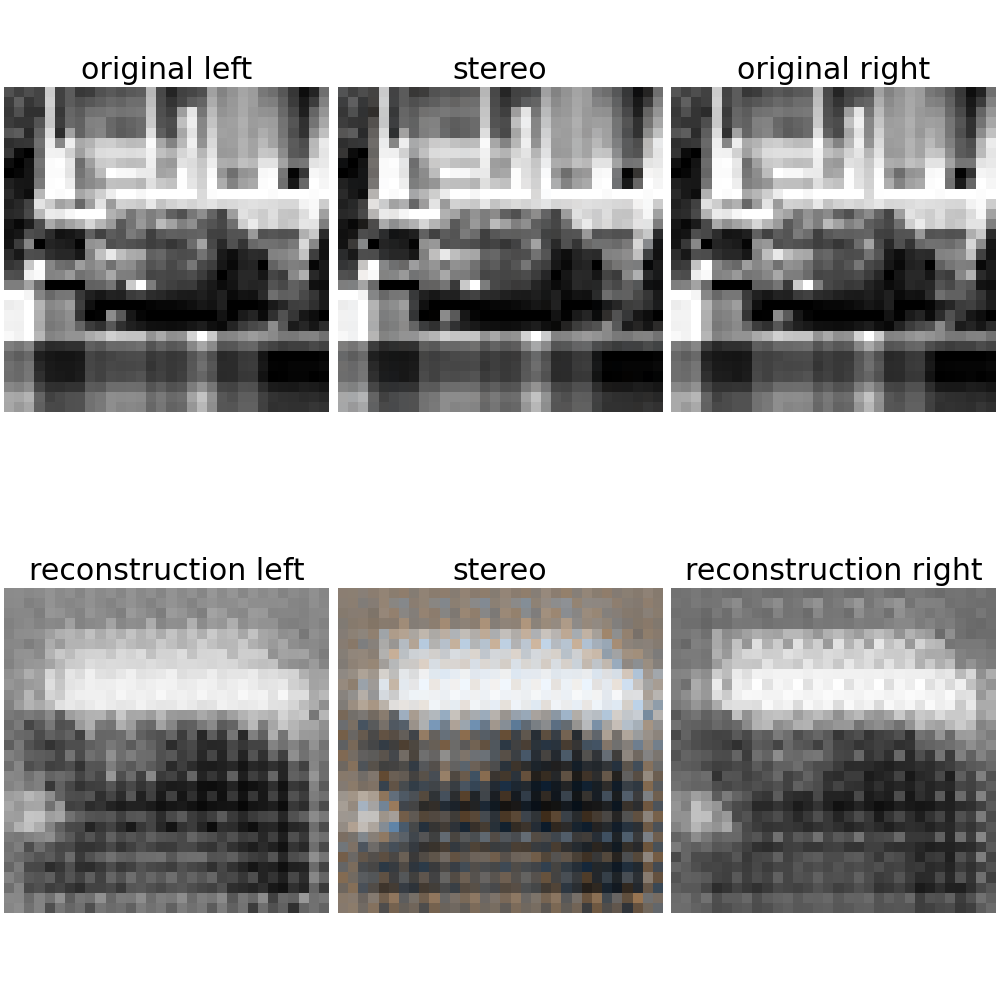 original left
stereo
original right
reconstruction left
stereo
reconstruction right